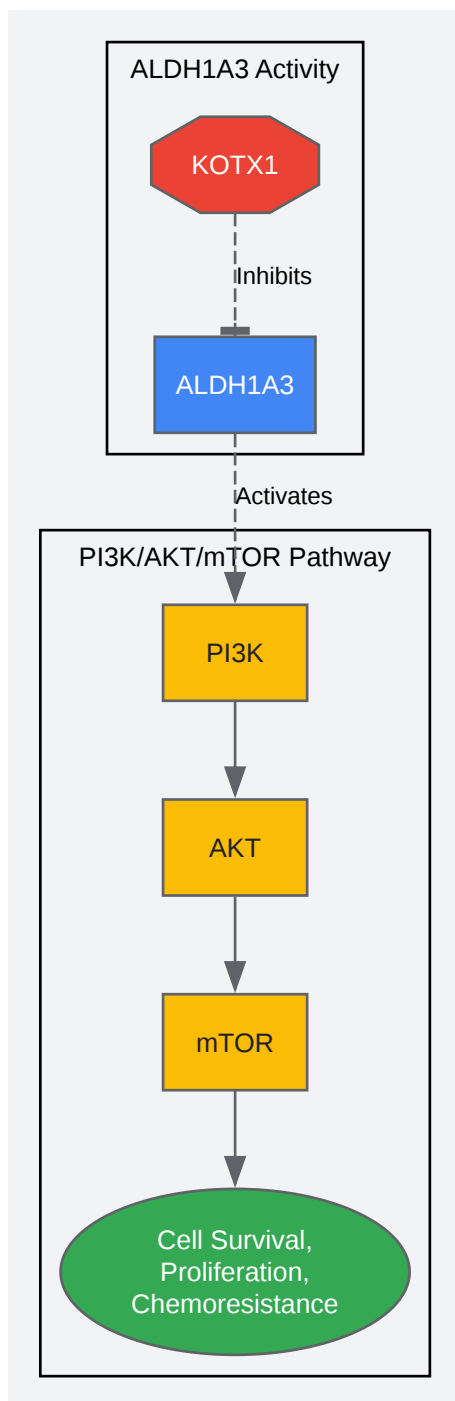 ALDH1A3 Activity
KOTX1
Inhibits
ALDH1A3
Activates
PI3K/AKT/mTOR Pathway
PI3K
AKT
mTOR
Cell Survival,
Proliferation,
Chemoresistance